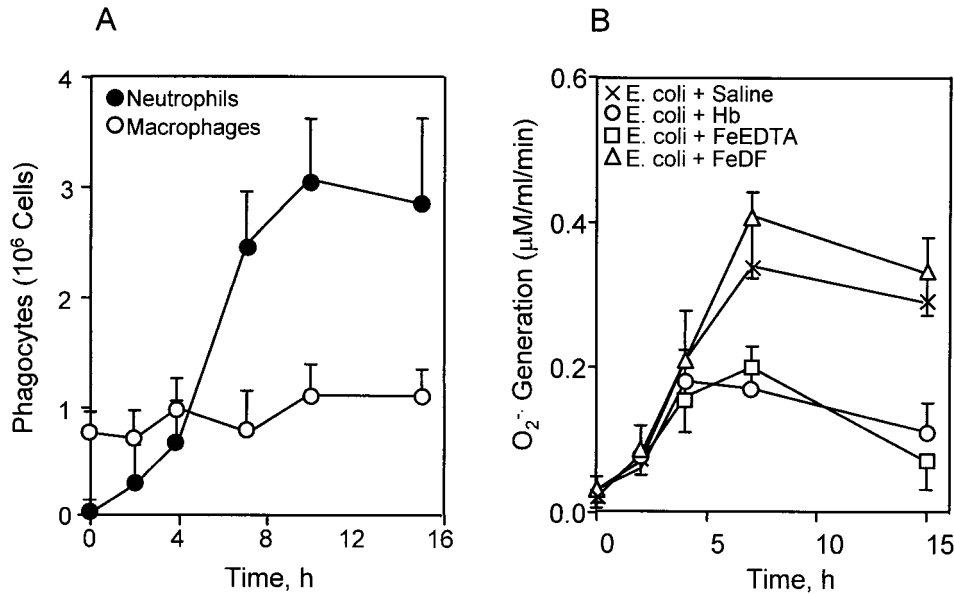 A
Phagocytes (10⁶ Cells)
4
3
2
1
0
Neutrophils
Macrophages
0 4 8 12 16
Time, h
B
O₂⁻· Generation (μM/ml/min)
0.6
0.4
0.2
0.0
E. coli + Saline
E. coli + Hb
E. coli + FeEDTA
E. coli + FeDF
0 5 10 15
Time, h